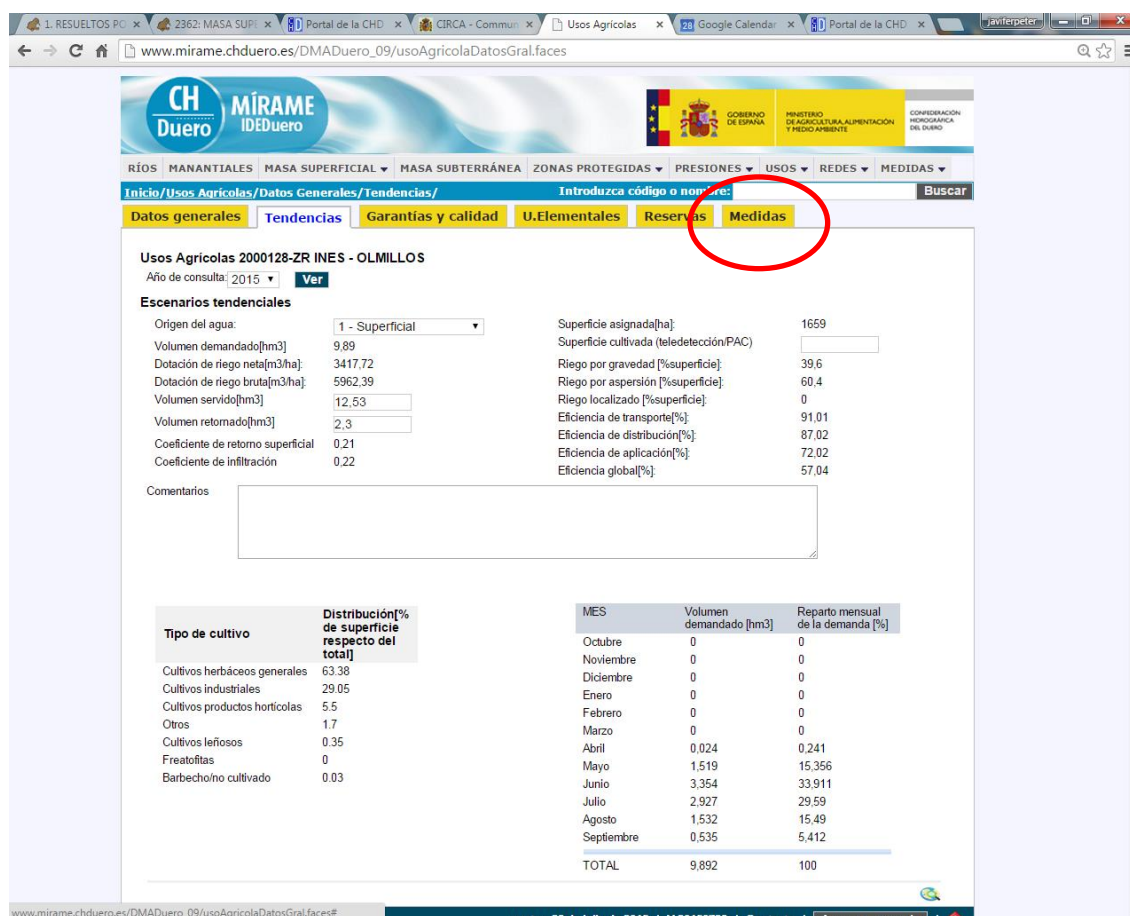 1. RESUELTOS PO
2362: MASA SUPE
Portal de la CHD
CIRCA - Commun
Usos Agrícolas
Google Calendar
Portal de la CHD
javiferpeter
www.mirame.chduero.es/DMADuero_09/usoAgricolaDatosGral.faces
CH
Duero
MÍRAME
IDEDuero
GOBIERNO
DE ESPAÑA
MINISTERIO
DE AGRICULTURA, ALIMENTACIÓN
Y MEDIO AMBIENTE
CONFEDERACIÓN
HIDROGRÁFICA
DEL DUERO
RÍOS MANANTIALES MASA SUPERFICIAL MASA SUBTERRÁNEA ZONAS PROTEGIDAS PRESIONES USOS REDES MEDIDAS
Inicio/Usos Agrícolas/Datos Generales/Tendencias/ Introduzca código o nombre: Buscar
Datos generales Tendencias Garantías y calidad U.Elementales Reservas Medidas
Usos Agrícolas 2000128-ZR INES - OLMILLOS
Año de consulta: 2015 Ver
Escenarios tendenciales
Origen del agua: 1 - Superficial
Volumen demandado[hm3] 9,89
Dotación de riego neta[m3/ha]: 3417,72
Dotación de riego bruta[m3/ha]: 5962,39
Volumen servido[hm3] 12,53
Volumen retornado[hm3] 2,3
Coeficiente de retorno superficial 0,21
Coeficiente de infiltración 0,22
Superficie asignada[ha]: 1659
Superficie cultivada (teledetección/PAC)
Riego por gravedad [%superficie]: 39,6
Riego por aspersión [%superficie]: 60,4
Riego localizado [%superficie]: 0
Eficiencia de transporte[%]: 91,01
Eficiencia de distribución[%]: 87,02
Eficiencia de aplicación[%]: 72,02
Eficiencia global[%]: 57,04
Comentarios
Tipo de cultivo
Distribución[%
de superficie
respecto del
total]
Cultivos herbáceos generales 63.38
Cultivos industriales 29.05
Cultivos productos hortícolas 5.5
Otros 1.7
Cultivos leñosos 0.35
Freatofitas 0
Barbecho/no cultivado 0.03
MES Volumen Reparto mensual
demandado [hm3] de la demanda [%]
Octubre 0 0
Noviembre 0 0
Diciembre 0 0
Enero 0 0
Febrero 0 0
Marzo 0 0
Abril 0,024 0,241
Mayo 1,519 15,356
Junio 3,354 33,911
Julio 2,927 29,59
Agosto 1,532 15,49
Septiembre 0,535 5,412
TOTAL 9,892 100
www.mirame.chduero.es/DMADuero_09/usoAgricolaDatosGral.faces#